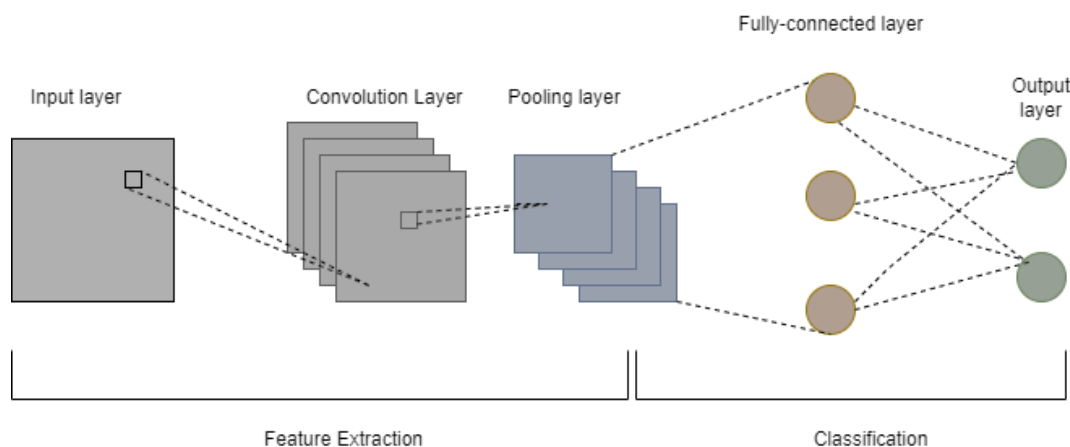 Fully-connected layer
Input layer
Convolution Layer
Pooling layer
Output
layer
Feature Extraction
Classification